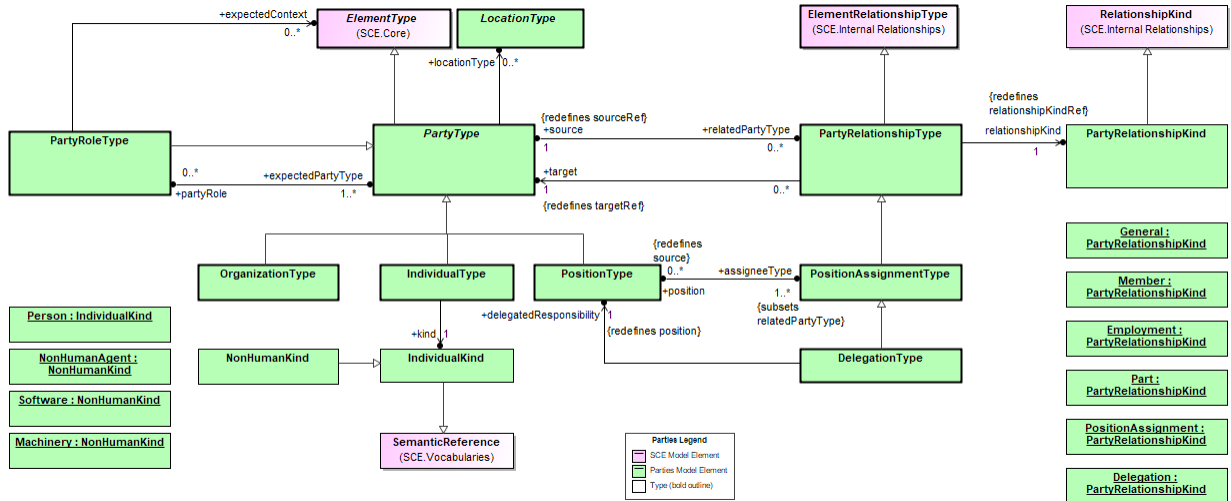 +expectedContext
0..*
ElementType
(SCE.Core)
LocationType
+locationType
0..*
ElementRelationshipType
(SCE.Internal Relationships)
RelationshipKind
(SCE.Internal Relationships)
PartyRoleType
0..*
+partyRole
+expectedPartyType
1..*
PartyType
{redefines sourceRef}
+source
1
+relatedPartyType
0..*
+target
1
0..*
{redefines targetRef}
PartyRelationshipType
{redefines
relationshipKindRef}
relationshipKind
1
PartyRelationshipKind
OrganizationType
IndividualType
PositionType
{redefines
source}
0..*
+position
+assigneeType
1..*
{subsets
relatedPartyType}
PositionAssignmentType
+delegatedResponsibility
1
{redefines position}
DelegationType
+kind
1
NonHumanKind
IndividualKind
SemanticReference
(SCE.Vocabularies)
Person : IndividualKind
NonHumanAgent :
NonHumanKind
Software : NonHumanKind
Machinery : NonHumanKind
General :
PartyRelationshipKind
Member :
PartyRelationshipKind
Employment :
PartyRelationshipKind
Part :
PartyRelationshipKind
PositionAssignment :
PartyRelationshipKind
Delegation :
PartyRelationshipKind
Parties Legend
SCE Model Element
Parties Model Element
Type (bold outline)